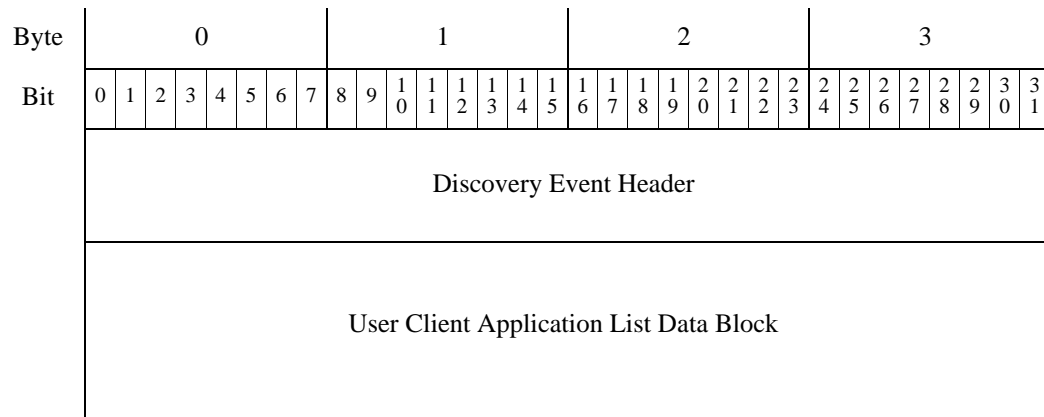 Byte 0 1 2 3
Bit 0 1 2 3 4 5 6 7 8 9 10 11 12 13 14 15 16 17 18 19 20 21 22 23 24 25 26 27 28 29 30 31
Discovery Event Header
User Client Application List Data Block